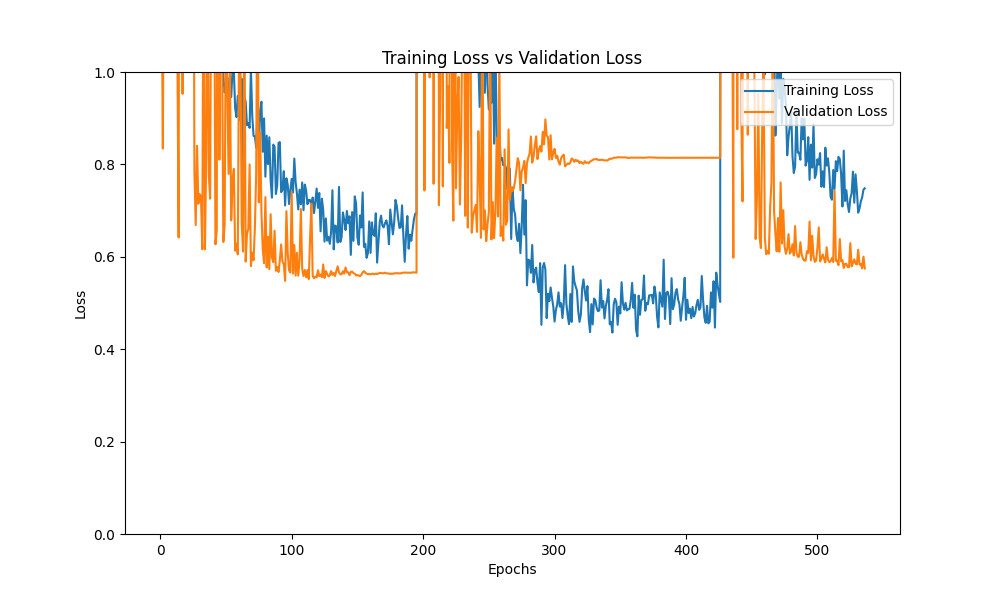 Training Loss vs Validation Loss
Training Loss
Validation Loss
1.0
0.8
0.6
0.4
0.2
0.0
Loss
0 100 200 300 400 500
Epochs